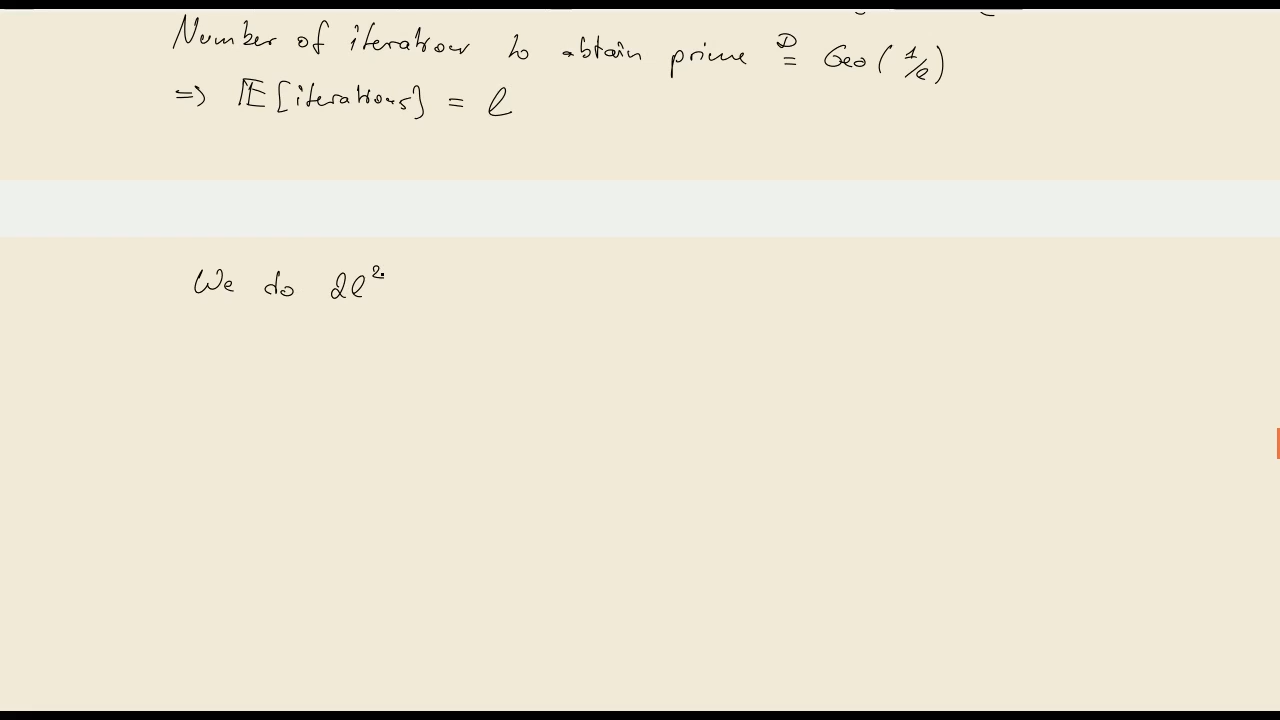 Number of iterations to obtain prime 𝒟= Geo(1/ℓ)
=> 𝔼[iterations] = ℓ
We do 2ℓ²